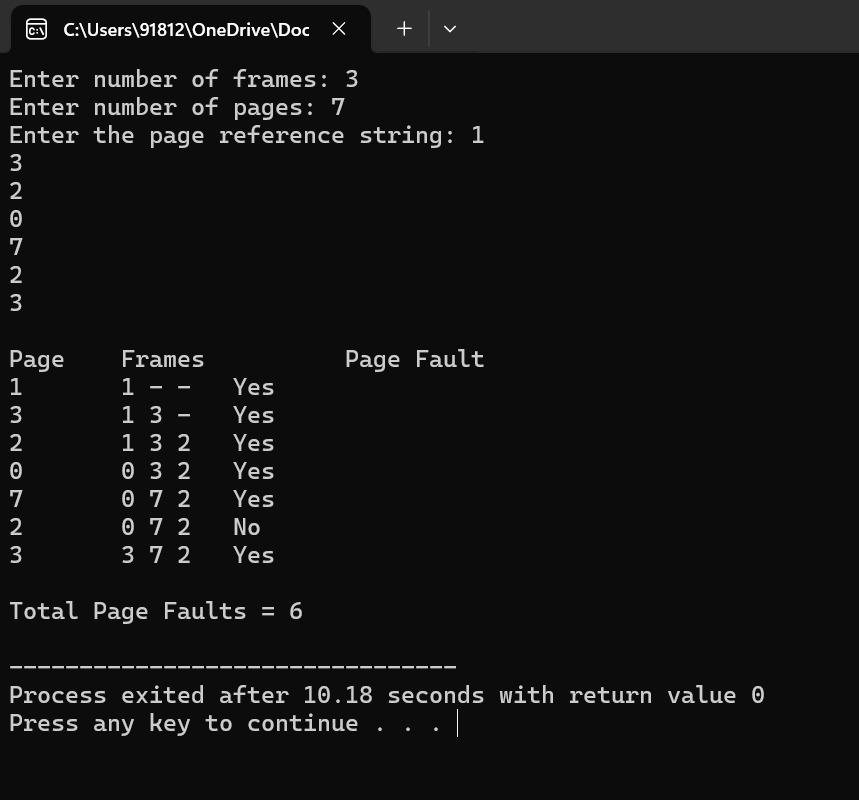 C:\Users\91812\OneDrive\Doc
Enter number of frames: 3
Enter number of pages: 7
Enter the page reference string: 1
3
2
0
7
2
3
Page    Frames          Page Fault
1       1 - -   Yes
3       1 3 -   Yes
2       1 3 2   Yes
0       0 3 2   Yes
7       0 7 2   Yes
2       0 7 2   No
3       3 7 2   Yes
Total Page Faults = 6
--------------------------------
Process exited after 10.18 seconds with return value 0
Press any key to continue . . .